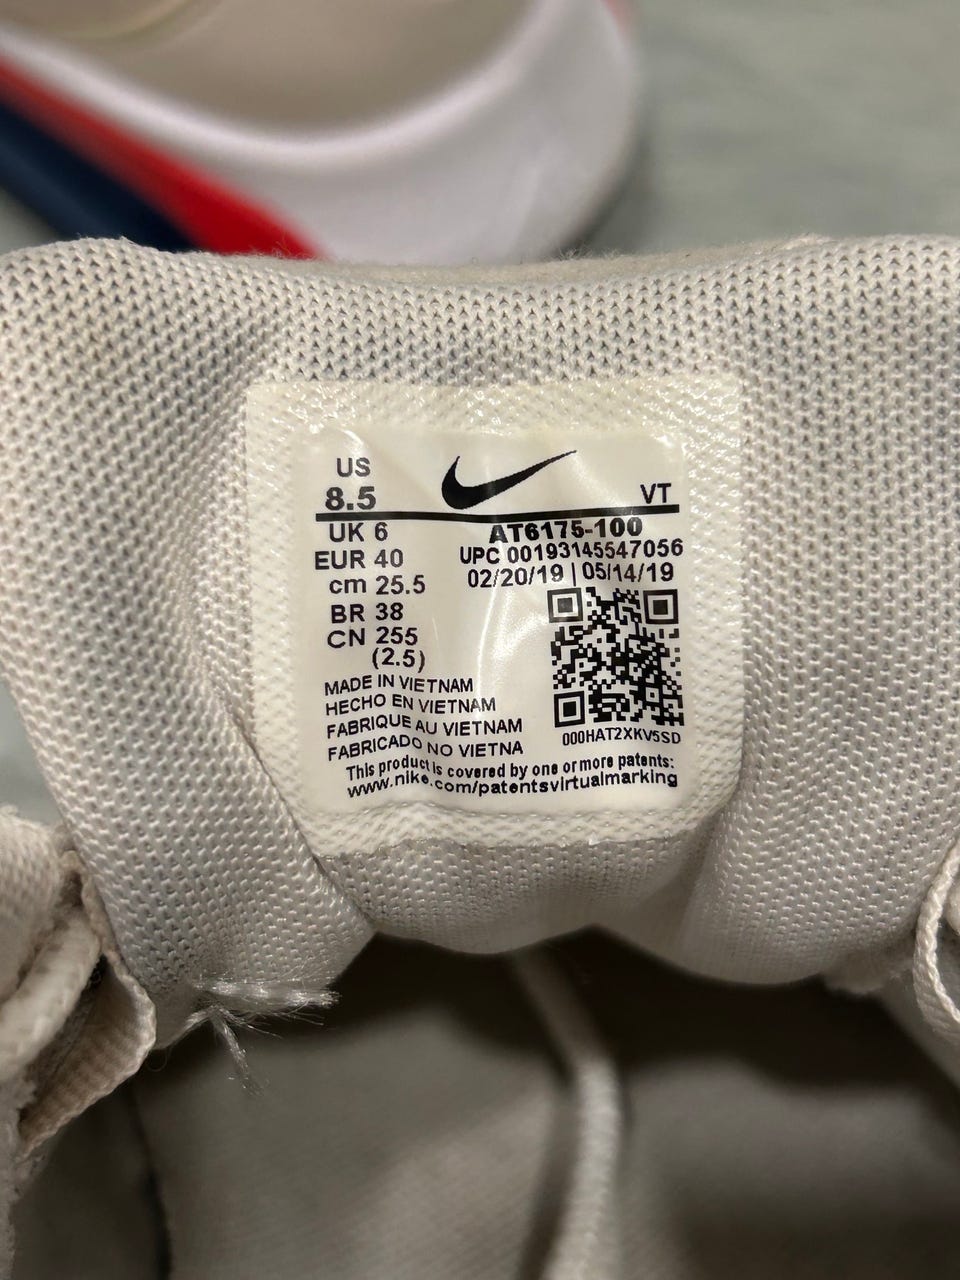 US
8.5
VT
UK 6
AT6175-100
EUR 40
UPC 00193145547056
cm 25.5
02/20/19 | 05/14/19
BR 38
CN 255
(2.5)
MADE IN VIETNAM
HECHO EN VIETNAM
FABRIQUE AU VIETNAM
FABRICADO NO VIETNA
000HAT2XKV5SD
This product is covered by one or more patents:
www.nike.com/patentsvirtualmarking